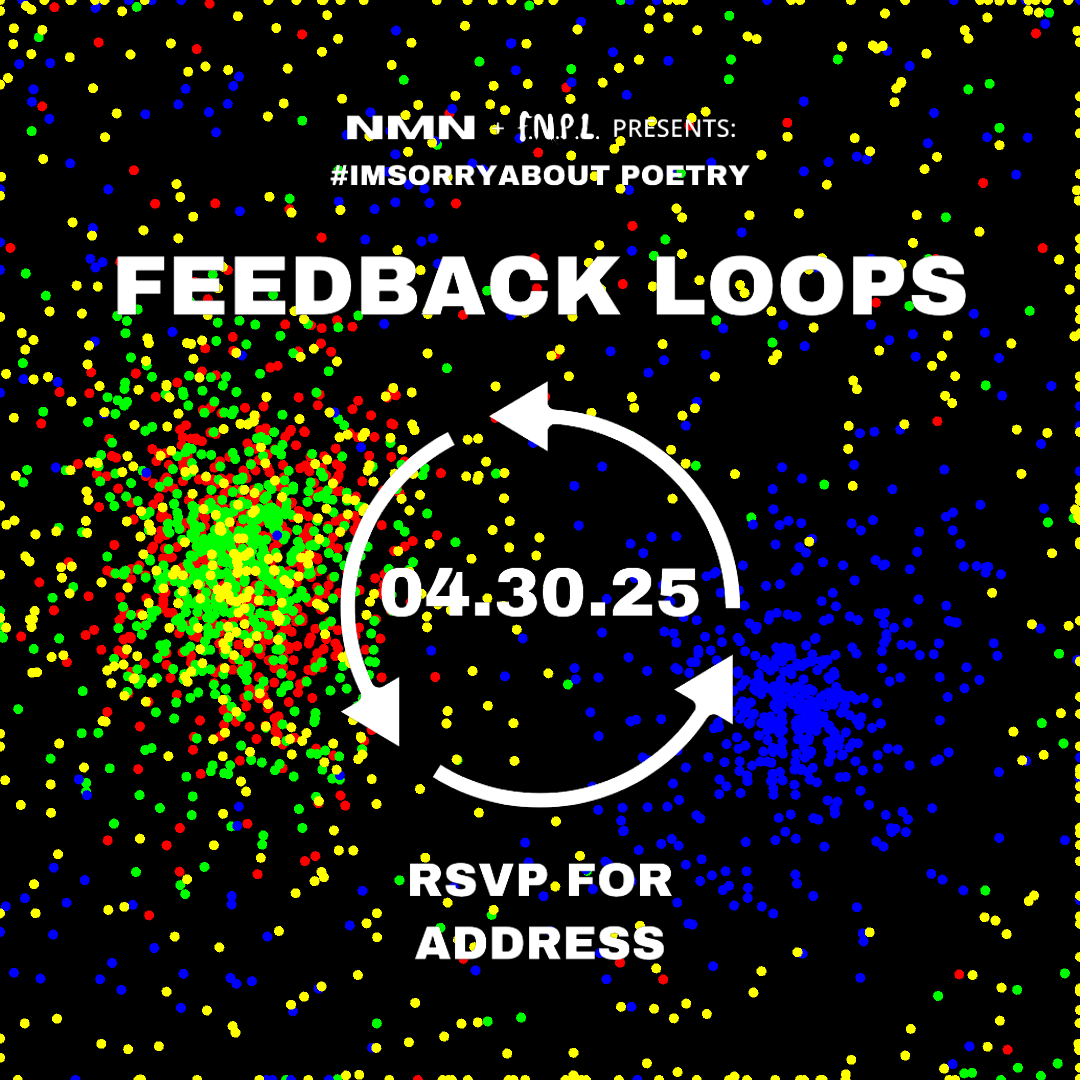 NMN + F.N.P.L. PRESENTS:
#IMSORRYABOUT POETRY
FEEDBACK LOOPS
04.30.25
RSVP FOR
ADDRESS